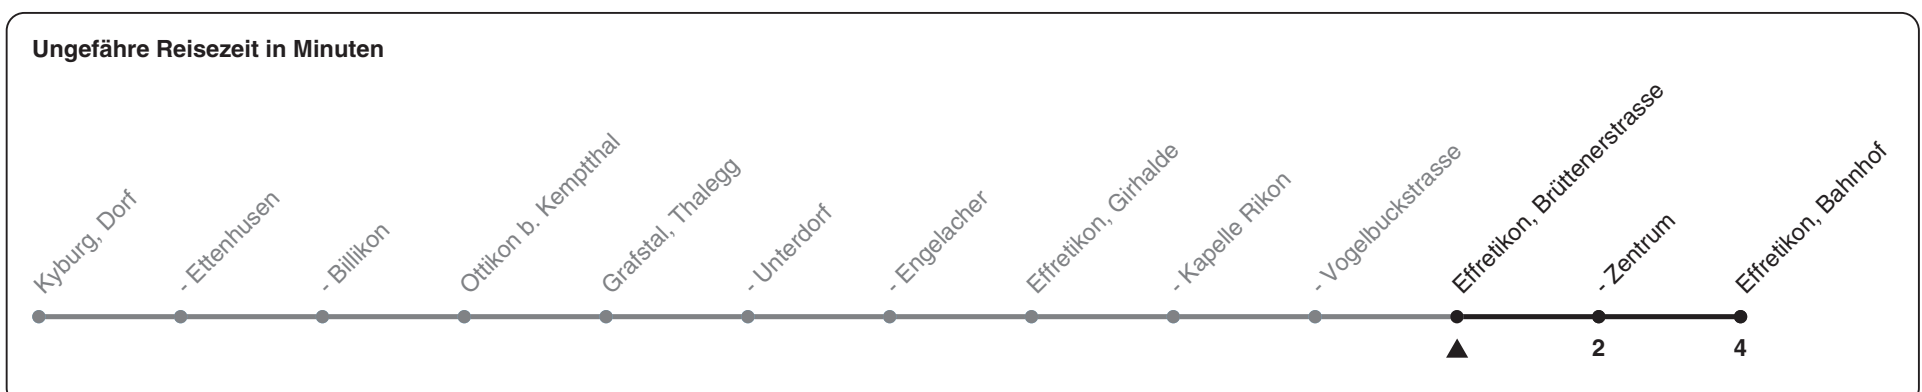 Ungefähre Reisezeit in Minuten
Kyburg, Dorf
- Ettenhusen
- Billikon
Ottikon b. Kemptthal
Grafstal, Thalegg
- Unterdorf
- Engelacher
Effretikon, Girhalde
- Kapelle Rikon
- Vogelbuckstrasse
Effretikon, Brüttenerstrasse
- Zentrum
Effretikon, Bahnhof
2
4